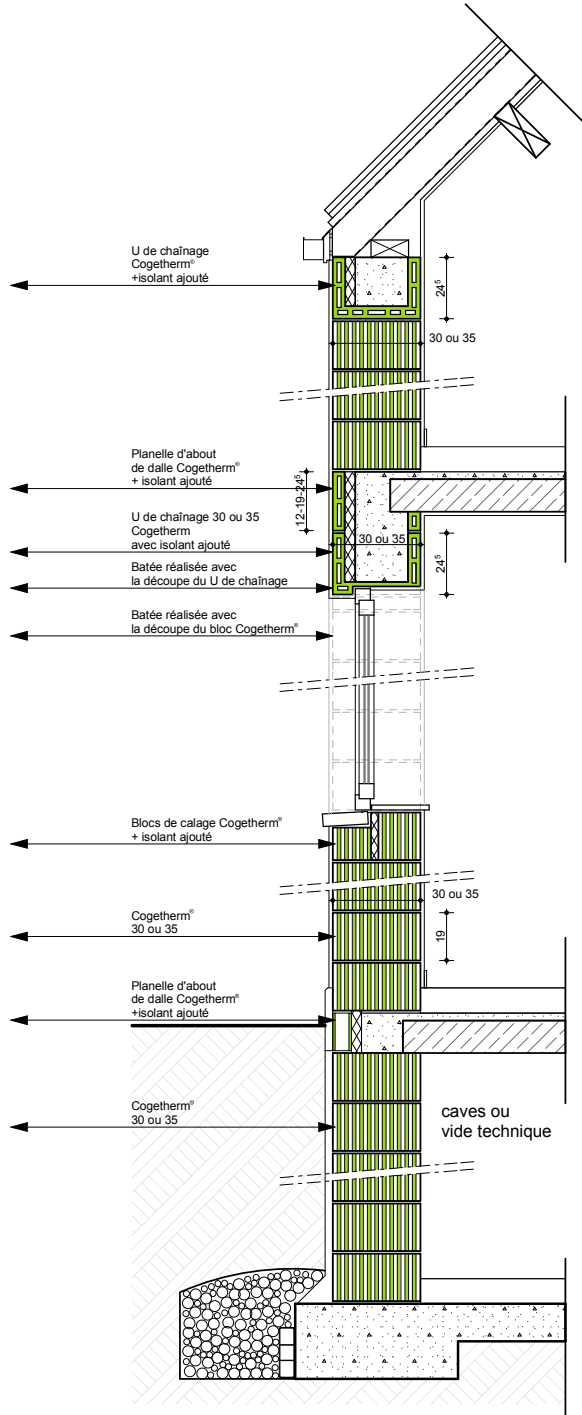 U de chaînage
Cogetherm®
+isolant ajouté
24⁵
30 ou 35
Planelle d'about
de dalle Cogetherm®
+ isolant ajouté
12-19-24⁵
U de chaînage 30 ou 35
Cogetherm
avec isolant ajouté
30 ou 35
24⁵
Batée réalisée avec
la découpe du U de chaînage
Batée réalisée avec
la découpe du bloc Cogetherm®
Blocs de calage Cogetherm®
+ isolant ajouté
30 ou 35
Cogetherm®
30 ou 35
19
Planelle d'about
de dalle Cogetherm®
+isolant ajouté
Cogetherm®
30 ou 35
caves ou
vide technique